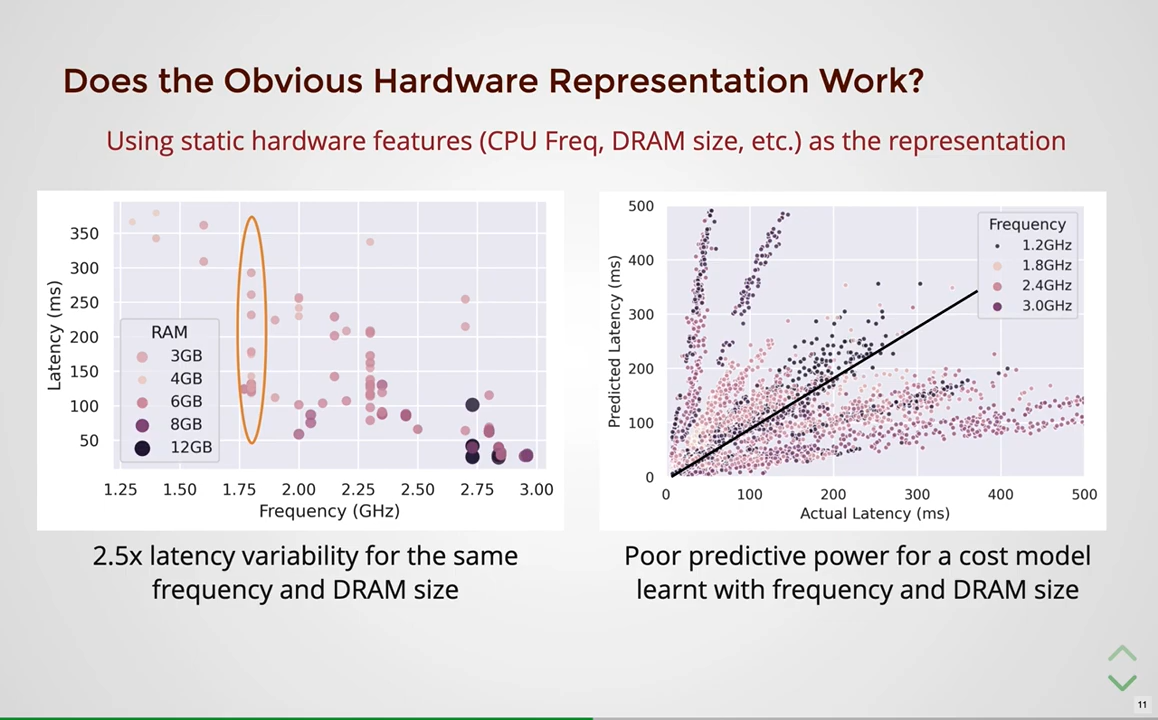 Does the Obvious Hardware Representation Work?
Using static hardware features (CPU Freq, DRAM size, etc.) as the representation
350
300
250
200
150
100
50
Latency (ms)
RAM
3GB
4GB
6GB
8GB
12GB
1.25 1.50 1.75 2.00 2.25 2.50 2.75 3.00
Frequency (GHz)
2.5x latency variability for the same
frequency and DRAM size
500
400
300
200
100
0
Predicted Latency (ms)
Frequency
1.2GHz
1.8GHz
2.4GHz
3.0GHz
0 100 200 300 400 500
Actual Latency (ms)
Poor predictive power for a cost model
learnt with frequency and DRAM size
11